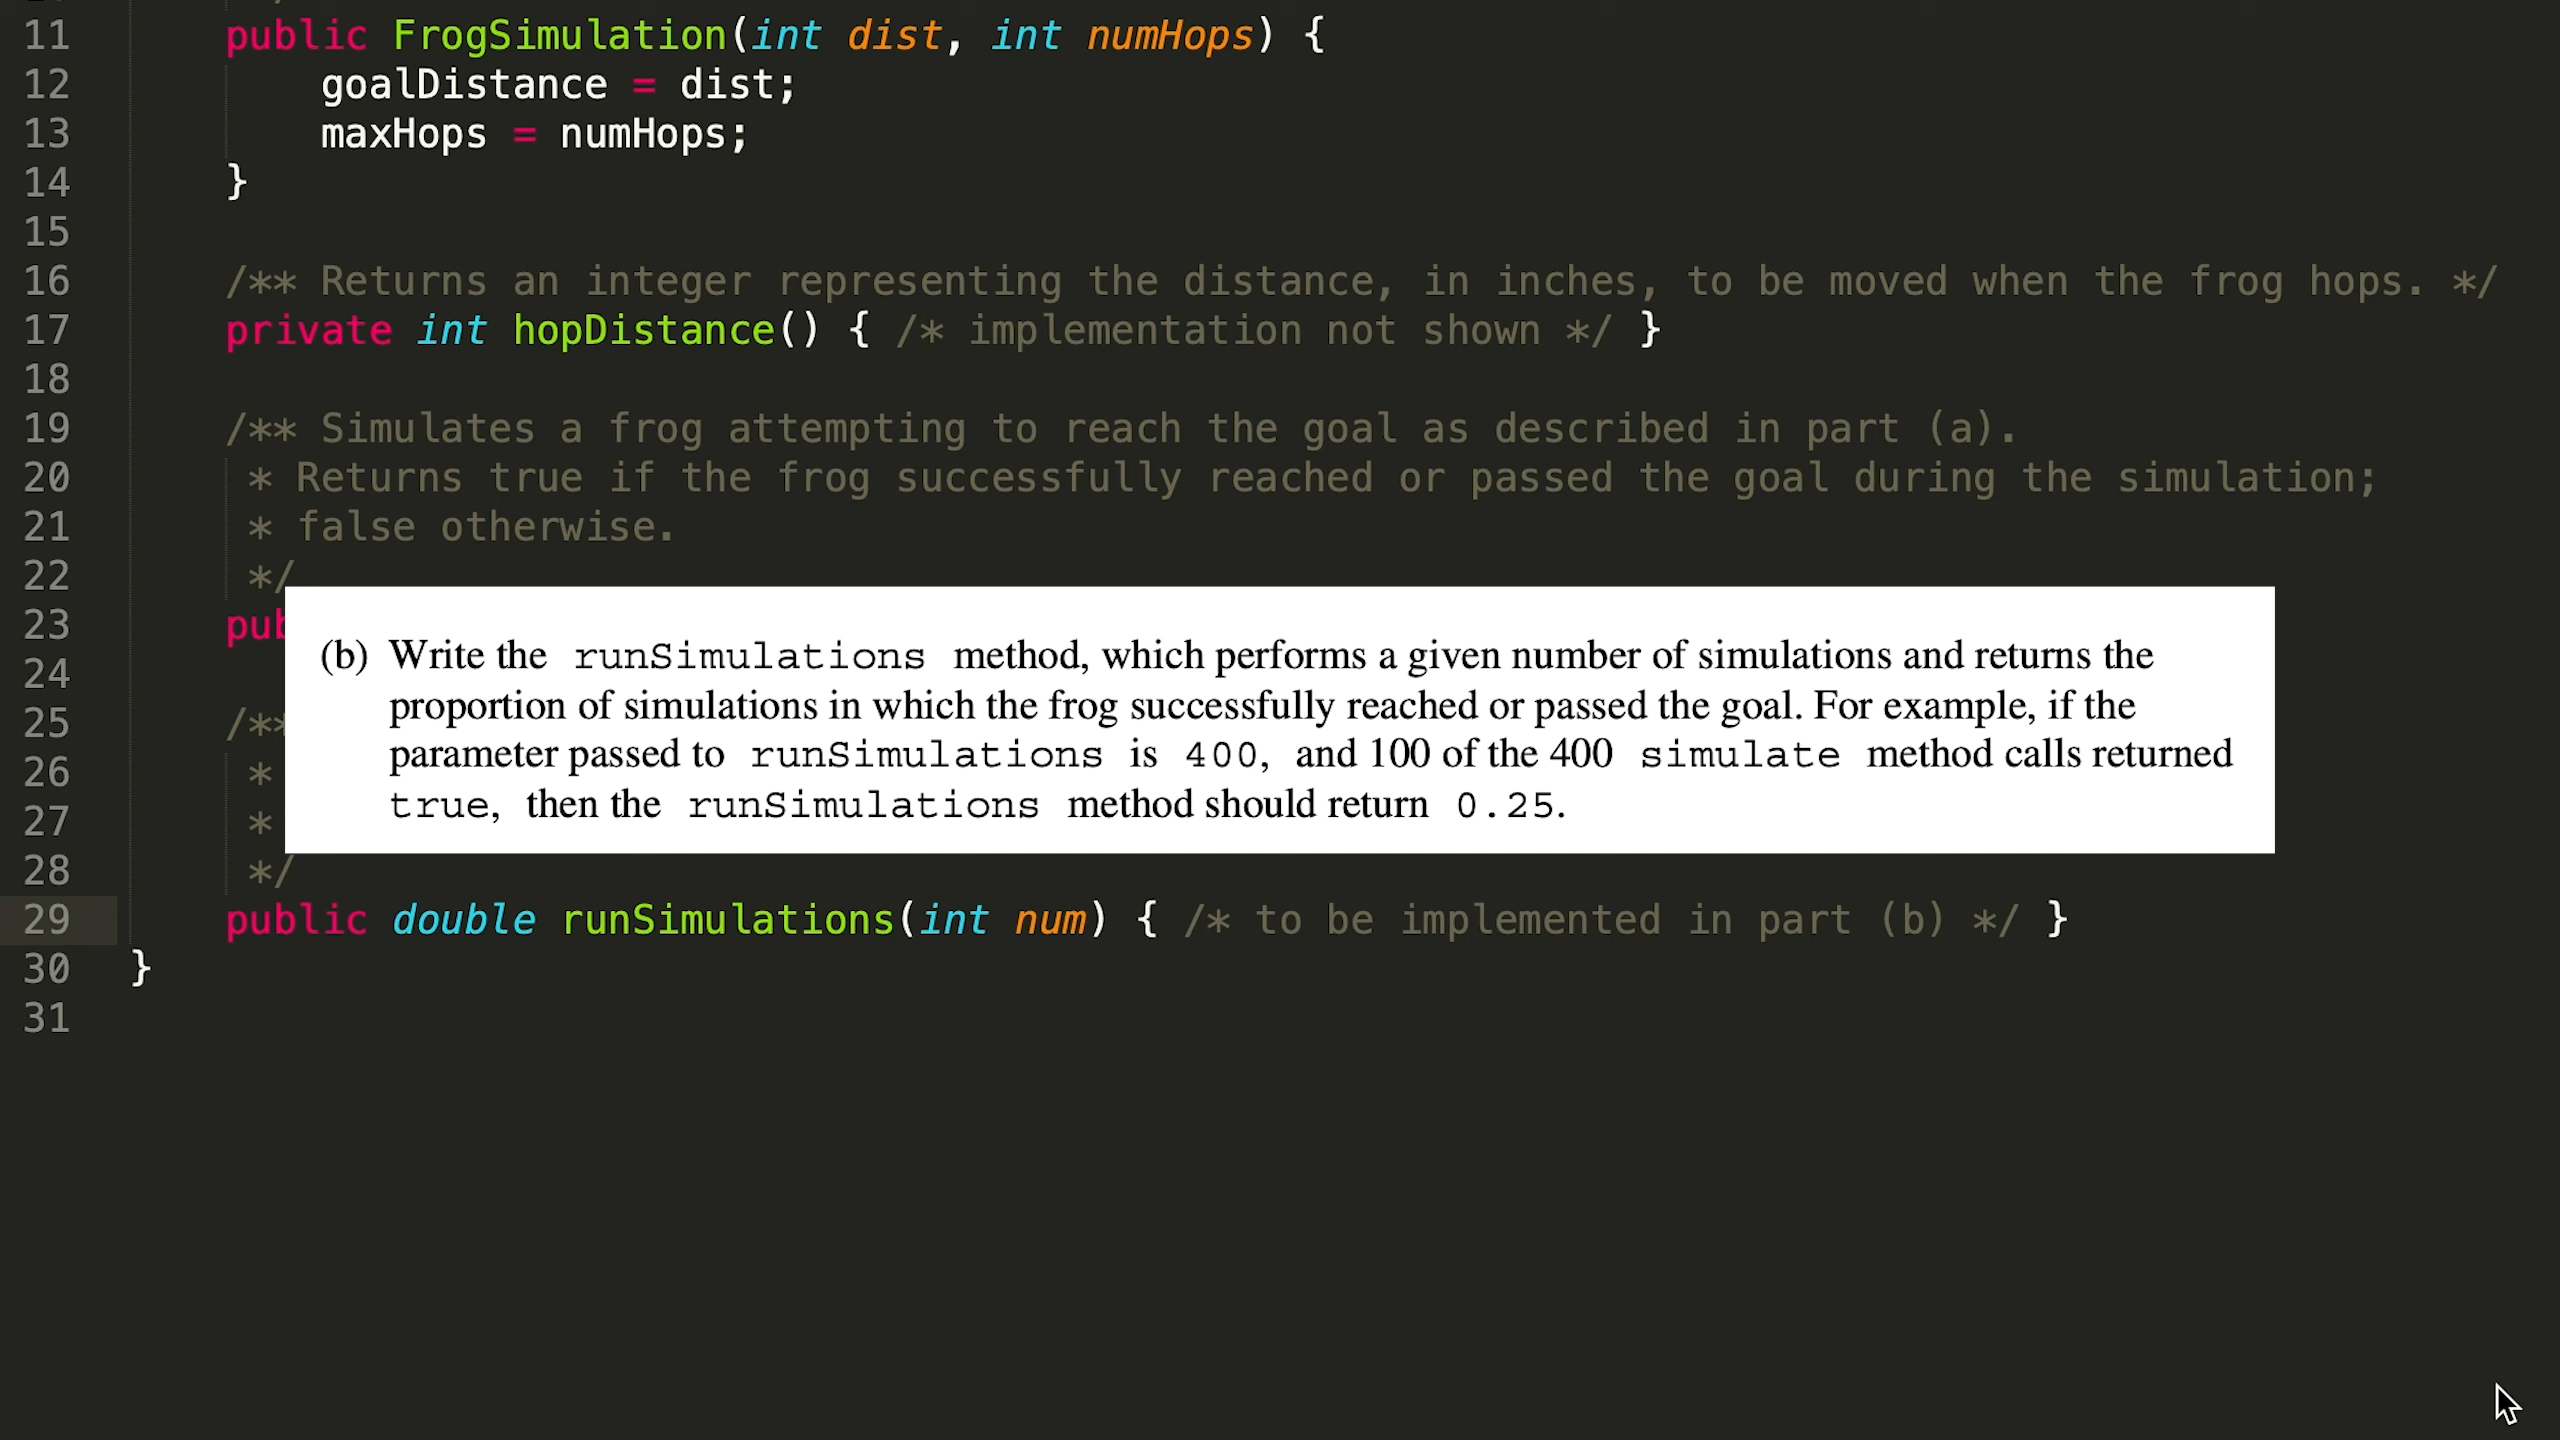 11 public FrogSimulation(int dist, int numHops) {
12 goalDistance = dist;
13 maxHops = numHops;
14 }
15
16 /** Returns an integer representing the distance, in inches, to be moved when the frog hops. */
17 private int hopDistance() { /* implementation not shown */ }
18
19 /** Simulates a frog attempting to reach the goal as described in part (a).
20 * Returns true if the frog successfully reached or passed the goal during the simulation;
21 * false otherwise.
22 */
23 pub
(b) Write the runSimulations method, which performs a given number of simulations and returns the
24
proportion of simulations in which the frog successfully reached or passed the goal. For example, if the
25 /**
parameter passed to runSimulations is 400, and 100 of the 400 simulate method calls returned
26 *
true, then the runSimulations method should return 0.25.
27 *
28 */
29 public double runSimulations(int num) { /* to be implemented in part (b) */ }
30 }
31